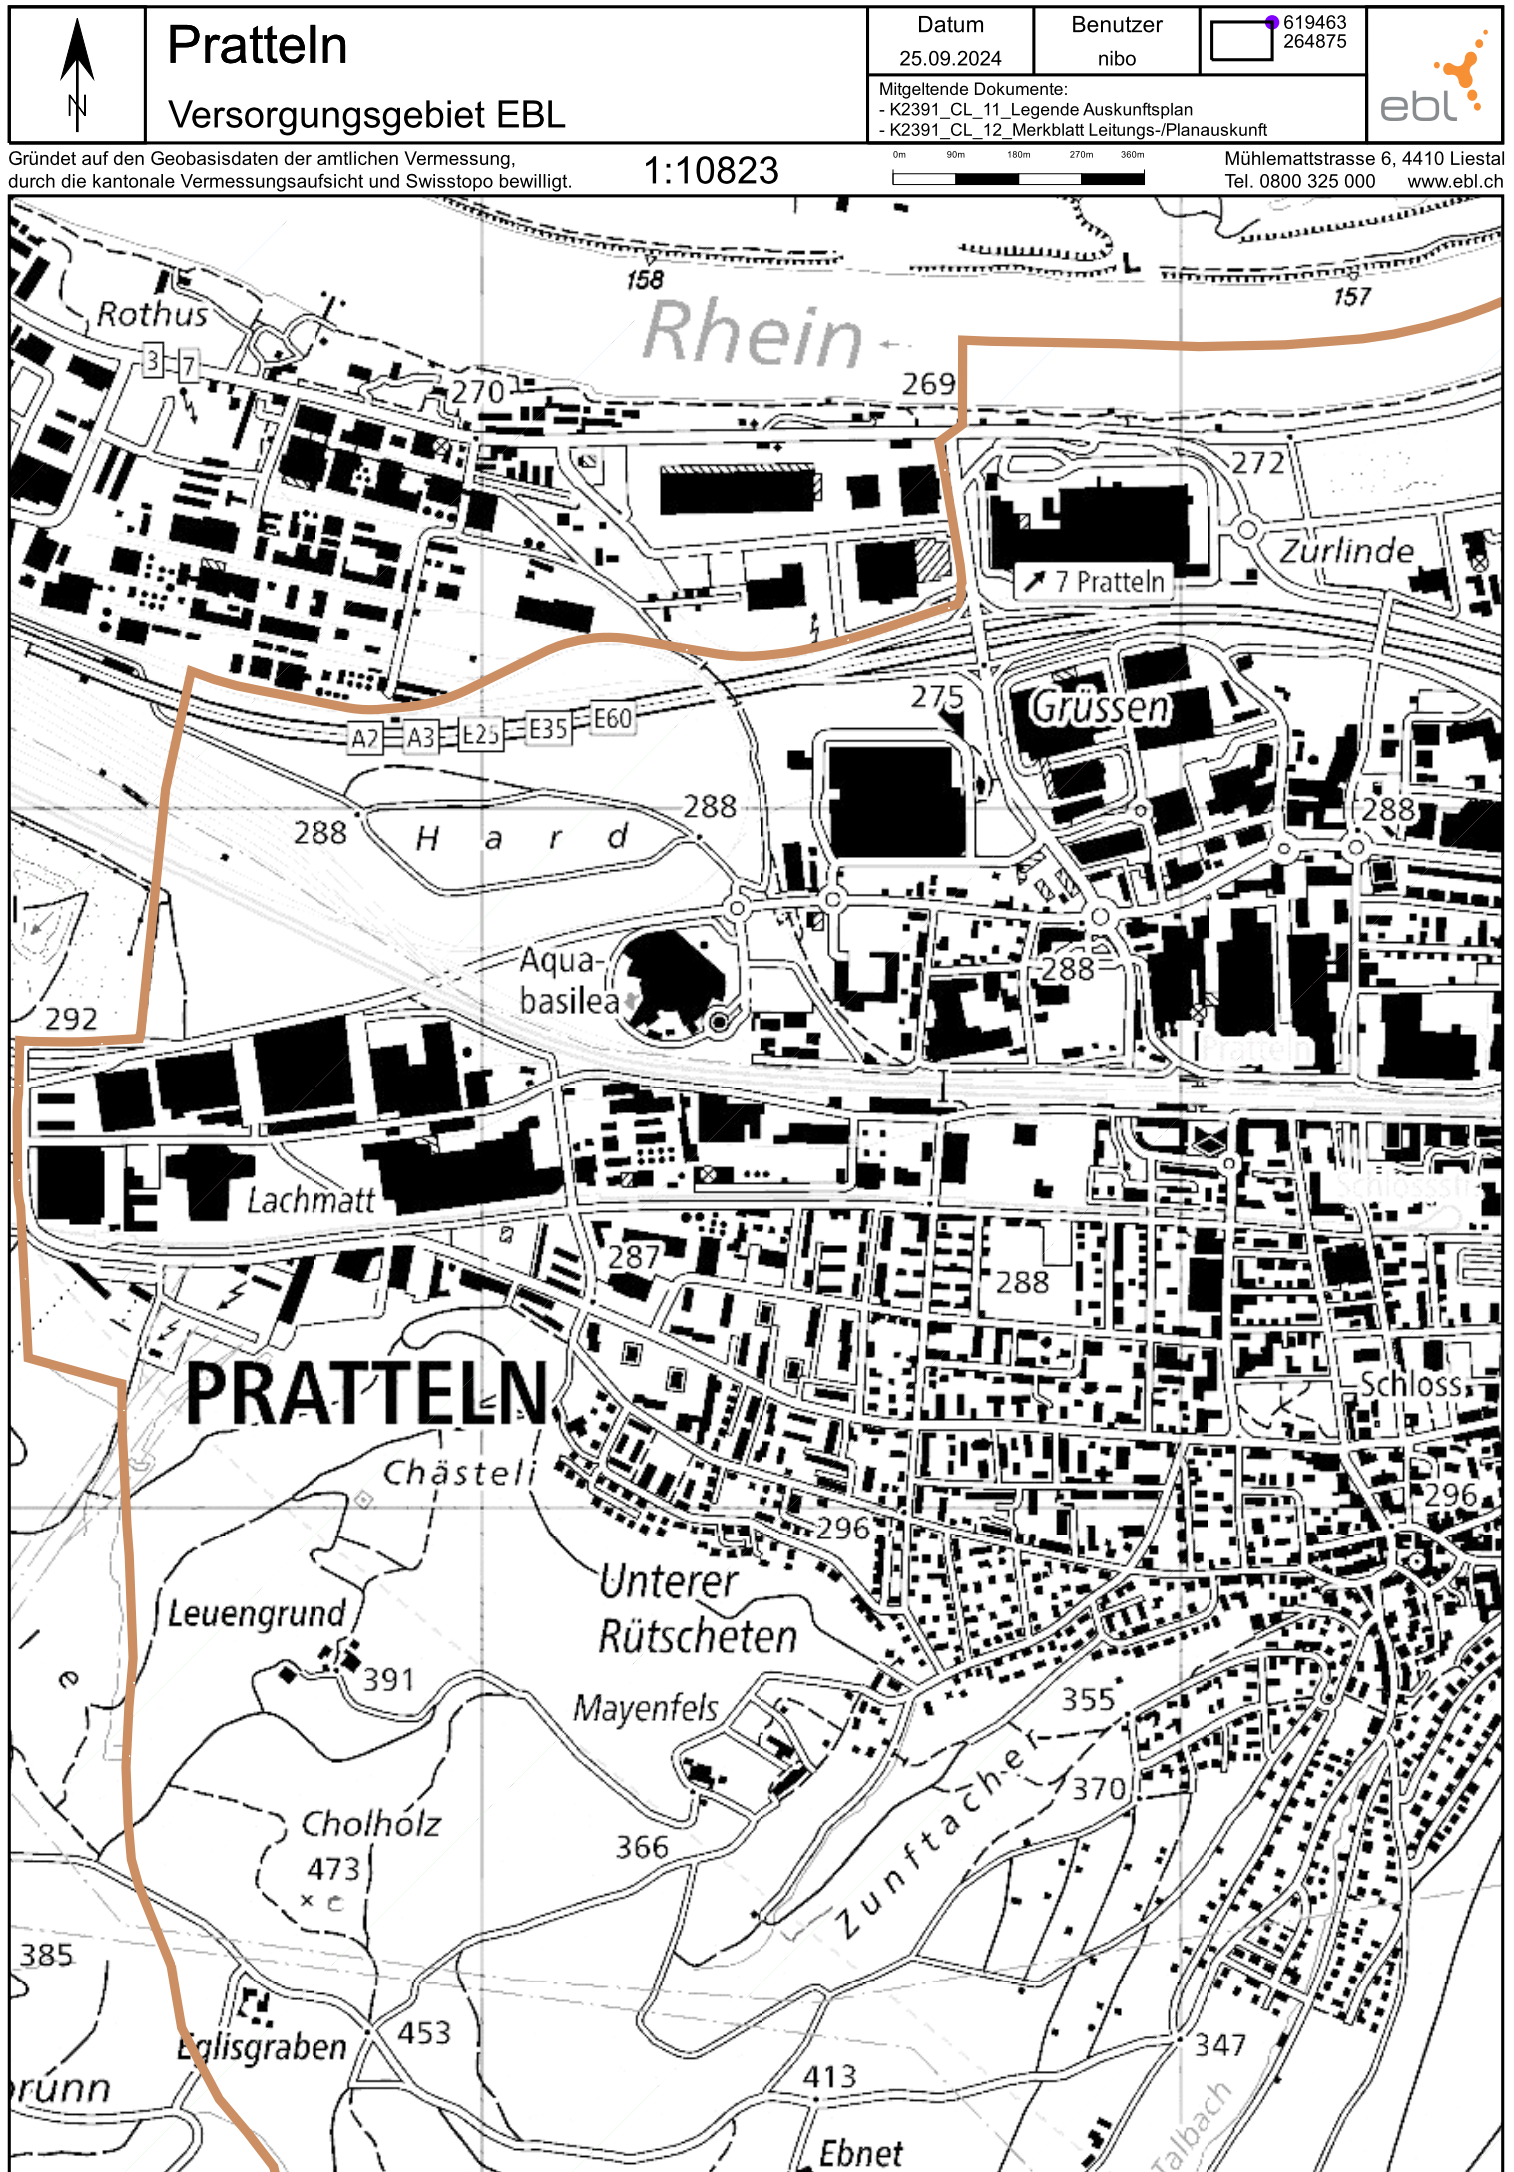 N
Pratteln
Versorgungsgebiet EBL
Datum
25.09.2024
Benutzer
nibo
619463
264875
Mitgeltende Dokumente:
- K2391_CL_11_Legende Auskunftsplan
- K2391_CL_12_Merkblatt Leitungs-/Planauskunft
ebl
Gründet auf den Geobasisdaten der amtlichen Vermessung,
durch die kantonale Vermessungsaufsicht und Swisstopo bewilligt.
1:10823
0m 90m 180m 270m 360m
Mühlemattstrasse 6, 4410 Liestal
Tel. 0800 325 000 www.ebl.ch
158
157
Rothus
Rhein
3 7
270
269
272
Zurlinde
7 Pratteln
275
Grüssen
A2 A3 E25 E35 E60
288
Hard
288
288
Aqua-
basilea
288
292
Pratteln
Lachmatt
Schlossstr
287
288
PRATTELN
Schloss
Chästeli
296
296
Unterer
Rütscheten
Leuengrund
391
Mayenfels
355
370
Zunftacher
e
Cholholz
473
366
385
Eglisgraben
453
347
413
runn
Talbach
Ebnet